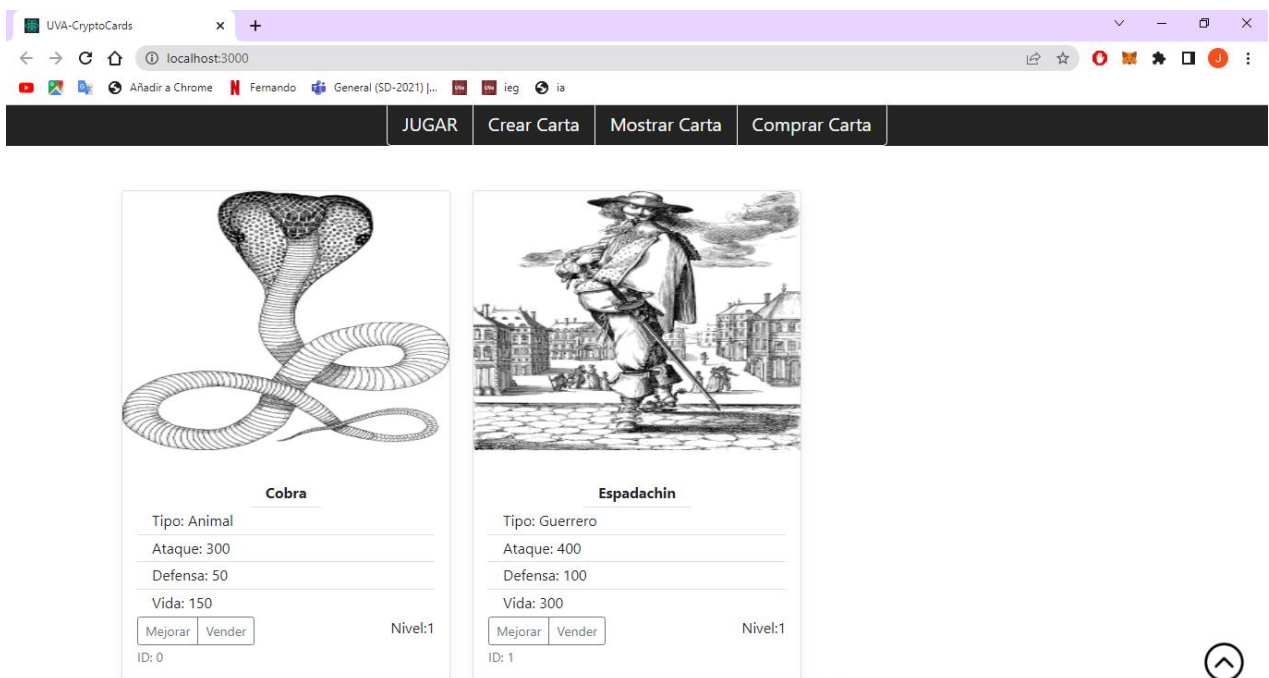 UVA-CryptoCards
localhost:3000
Añadir a Chrome Fernando General (SD-2021) |... ieg ia
JUGAR Crear Carta Mostrar Carta Comprar Carta
Cobra
Tipo: Animal
Ataque: 300
Defensa: 50
Vida: 150
Mejorar Vender Nivel:1
ID: 0
Espadachin
Tipo: Guerrero
Ataque: 400
Defensa: 100
Vida: 300
Mejorar Vender Nivel:1
ID: 1